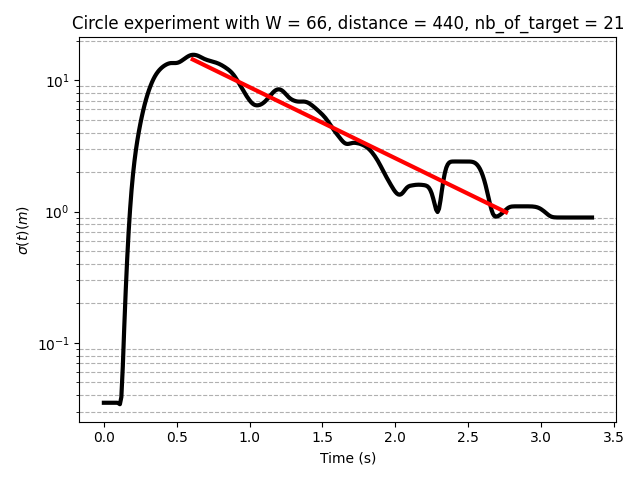 Circle experiment with W = 66, distance = 440, nb_of_target = 21
10¹
10⁰
10⁻¹
σ(t)(m)
0.0 0.5 1.0 1.5 2.0 2.5 3.0 3.5
Time (s)